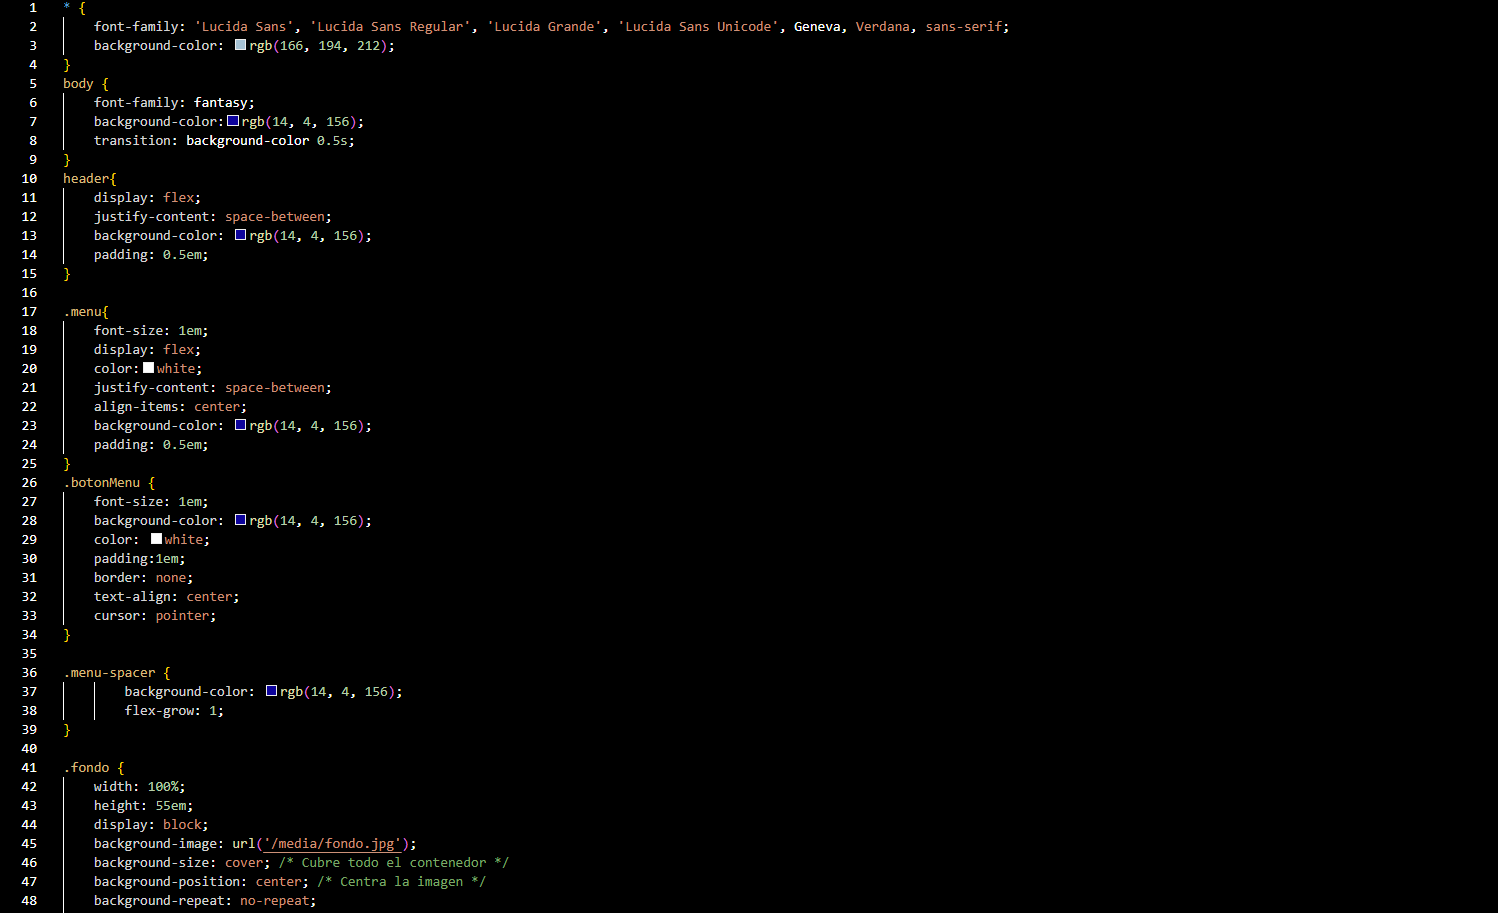 1 * {
2 font-family: 'Lucida Sans', 'Lucida Sans Regular', 'Lucida Grande', 'Lucida Sans Unicode', Geneva, Verdana, sans-serif;
3 background-color: rgb(166, 194, 212);
4 }
5 body {
6 font-family: fantasy;
7 background-color: rgb(14, 4, 156);
8 transition: background-color 0.5s;
9 }
10 header{
11 display: flex;
12 justify-content: space-between;
13 background-color: rgb(14, 4, 156);
14 padding: 0.5em;
15 }
16
17 .menu{
18 font-size: 1em;
19 display: flex;
20 color: white;
21 justify-content: space-between;
22 align-items: center;
23 background-color: rgb(14, 4, 156);
24 padding: 0.5em;
25 }
26 .botonMenu {
27 font-size: 1em;
28 background-color: rgb(14, 4, 156);
29 color: white;
30 padding:1em;
31 border: none;
32 text-align: center;
33 cursor: pointer;
34 }
35
36 .menu-spacer {
37 background-color: rgb(14, 4, 156);
38 flex-grow: 1;
39 }
40
41 .fondo {
42 width: 100%;
43 height: 55em;
44 display: block;
45 background-image: url('/media/fondo.jpg');
46 background-size: cover; /* Cubre todo el contenedor */
47 background-position: center; /* Centra la imagen */
48 background-repeat: no-repeat;